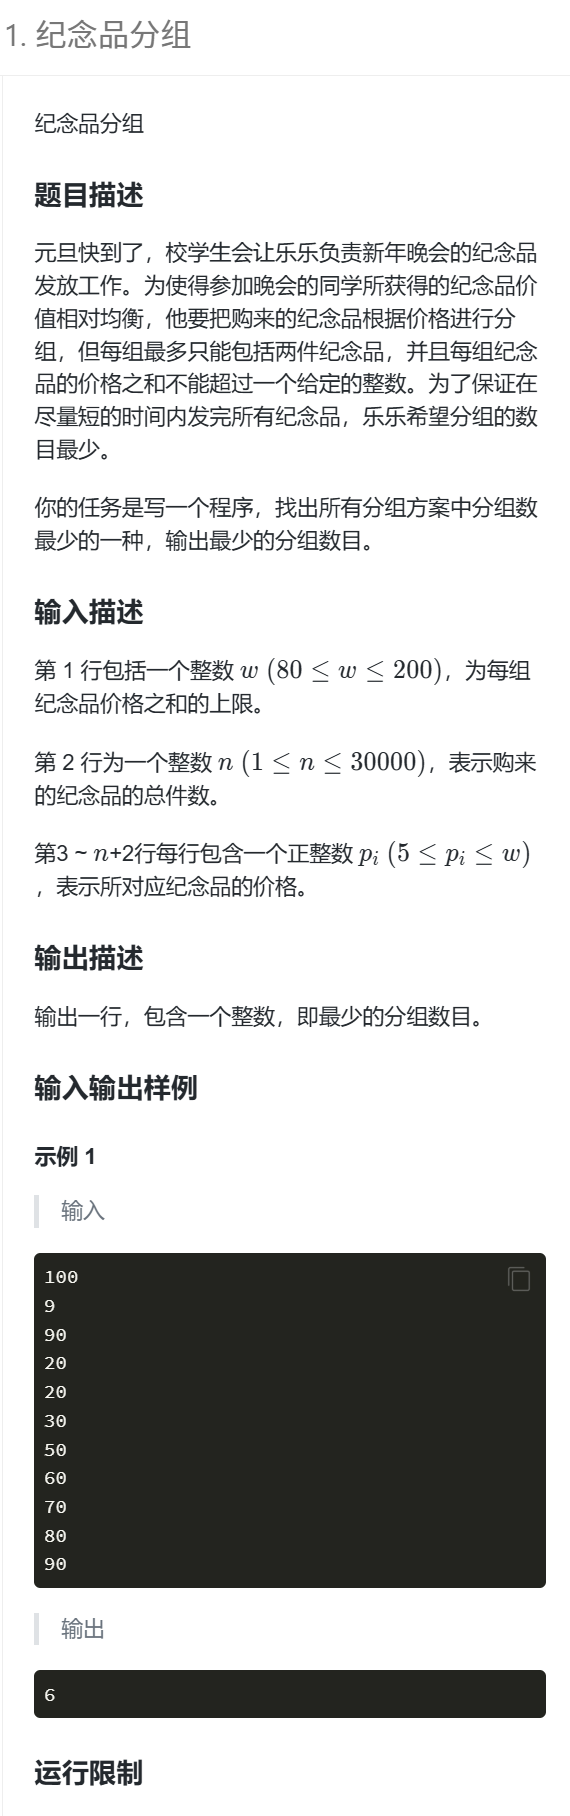 1. 纪念品分组
纪念品分组
题目描述
元旦快到了，校学生会让乐乐负责新年晚会的纪念品
发放工作。为使得参加晚会的同学所获得的纪念品价
值相对均衡，他要把购来的纪念品根据价格进行分
组，但每组最多只能包括两件纪念品，并且每组纪念
品的价格之和不能超过一个给定的整数。为了保证在
尽量短的时间内发完所有纪念品，乐乐希望分组的数
目最少。
你的任务是写一个程序，找出所有分组方案中分组数
最少的一种，输出最少的分组数目。
输入描述
第 1 行包括一个整数 w (80 ≤ w ≤ 200)，为每组
纪念品价格之和的上限。
第 2 行为一个整数 n (1 ≤ n ≤ 30000)，表示购来
的纪念品的总件数。
第3 ~ n+2行每行包含一个正整数 pᵢ (5 ≤ pᵢ ≤ w)
，表示所对应纪念品的价格。
输出描述
输出一行，包含一个整数，即最少的分组数目。
输入输出样例
示例 1
输入
100
9
90
20
20
30
50
60
70
80
90
输出
6
运行限制